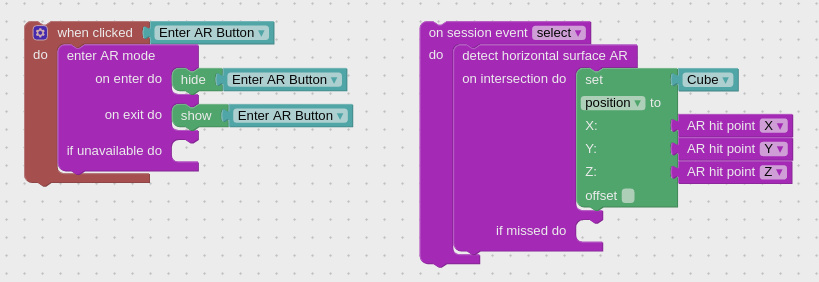 when clicked Enter AR Button ▾
do enter AR mode
on enter do hide Enter AR Button ▾
on exit do show Enter AR Button ▾
if unavailable do
on session event select ▾
do detect horizontal surface AR
on intersection do set Cube ▾
position ▾ to
X: AR hit point X ▾
Y: AR hit point Y ▾
Z: AR hit point Z ▾
offset
if missed do